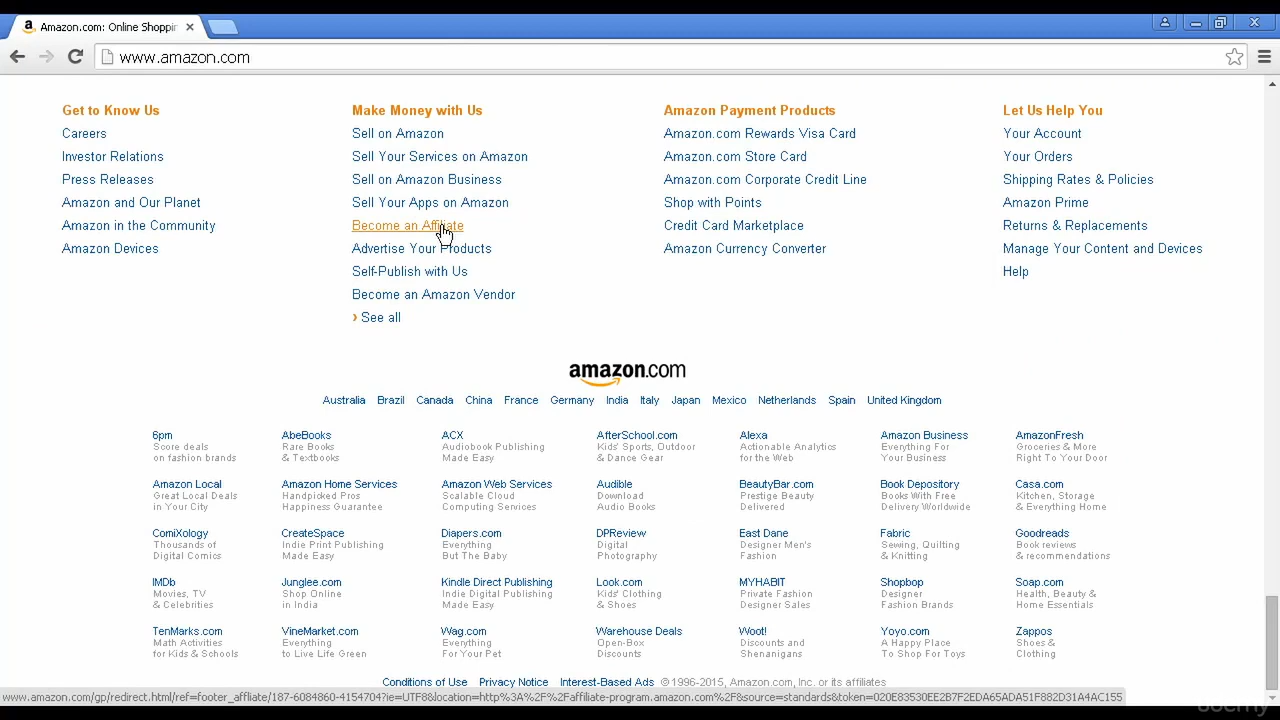 Amazon.com: Online Shoppin
www.amazon.com
Get to Know Us
Careers
Investor Relations
Press Releases
Amazon and Our Planet
Amazon in the Community
Amazon Devices
Make Money with Us
Sell on Amazon
Sell Your Services on Amazon
Sell on Amazon Business
Sell Your Apps on Amazon
Become an Affiliate
Advertise Your Products
Self-Publish with Us
Become an Amazon Vendor
› See all
Amazon Payment Products
Amazon.com Rewards Visa Card
Amazon.com Store Card
Amazon.com Corporate Credit Line
Shop with Points
Credit Card Marketplace
Amazon Currency Converter
Let Us Help You
Your Account
Your Orders
Shipping Rates & Policies
Amazon Prime
Returns & Replacements
Manage Your Content and Devices
Help
amazon.com
Australia Brazil Canada China France Germany India Italy Japan Mexico Netherlands Spain United Kingdom
6pm
Score deals
on fashion brands
AbeBooks
Rare Books
& Textbooks
ACX
Audiobook Publishing
Made Easy
AfterSchool.com
Kids' Sports, Outdoor
& Dance Gear
Alexa
Actionable Analytics
for the Web
Amazon Business
Everything For
Your Business
AmazonFresh
Groceries & More
Right To Your Door
Amazon Local
Great Local Deals
in Your City
Amazon Home Services
Handpicked Pros
Happiness Guarantee
Amazon Web Services
Scalable Cloud
Computing Services
Audible
Download
Audio Books
BeautyBar.com
Prestige Beauty
Delivered
Book Depository
Books With Free
Delivery Worldwide
Casa.com
Kitchen, Storage
& Everything Home
ComiXology
Thousands of
Digital Comics
CreateSpace
Indie Print Publishing
Made Easy
Diapers.com
Everything
But The Baby
DPReview
Digital
Photography
East Dane
Designer Men's
Fashion
Fabric
Sewing, Quilting
& Knitting
Goodreads
Book reviews
& recommendations
IMDb
Movies, TV
& Celebrities
Junglee.com
Shop Online
in India
Kindle Direct Publishing
Indie Digital Publishing
Made Easy
Look.com
Kids' Clothing
& Shoes
MYHABIT
Private Fashion
Designer Sales
Shopbop
Designer
Fashion Brands
Soap.com
Health, Beauty &
Home Essentials
TenMarks.com
Math Activities
for Kids & Schools
VineMarket.com
Everything
to Live Life Green
Wag.com
Everything
For Your Pet
Warehouse Deals
Open-Box
Discounts
Woot!
Discounts and
Shenanigans
Yoyo.com
A Happy Place
To Shop For Toys
Zappos
Shoes &
Clothing
Conditions of Use Privacy Notice Interest-Based Ads © 1996-2015, Amazon.com, Inc. or its affiliates
www.amazon.com/gp/redirect.html/ref=footer_affliate/187-6084860-4154704?ie=UTF8&location=http%3A%2F%2Faffiliate-program.amazon.com%2F&source=standards&token=020E63530EE2B7F2EDA65ADA51F982D31A4AC155